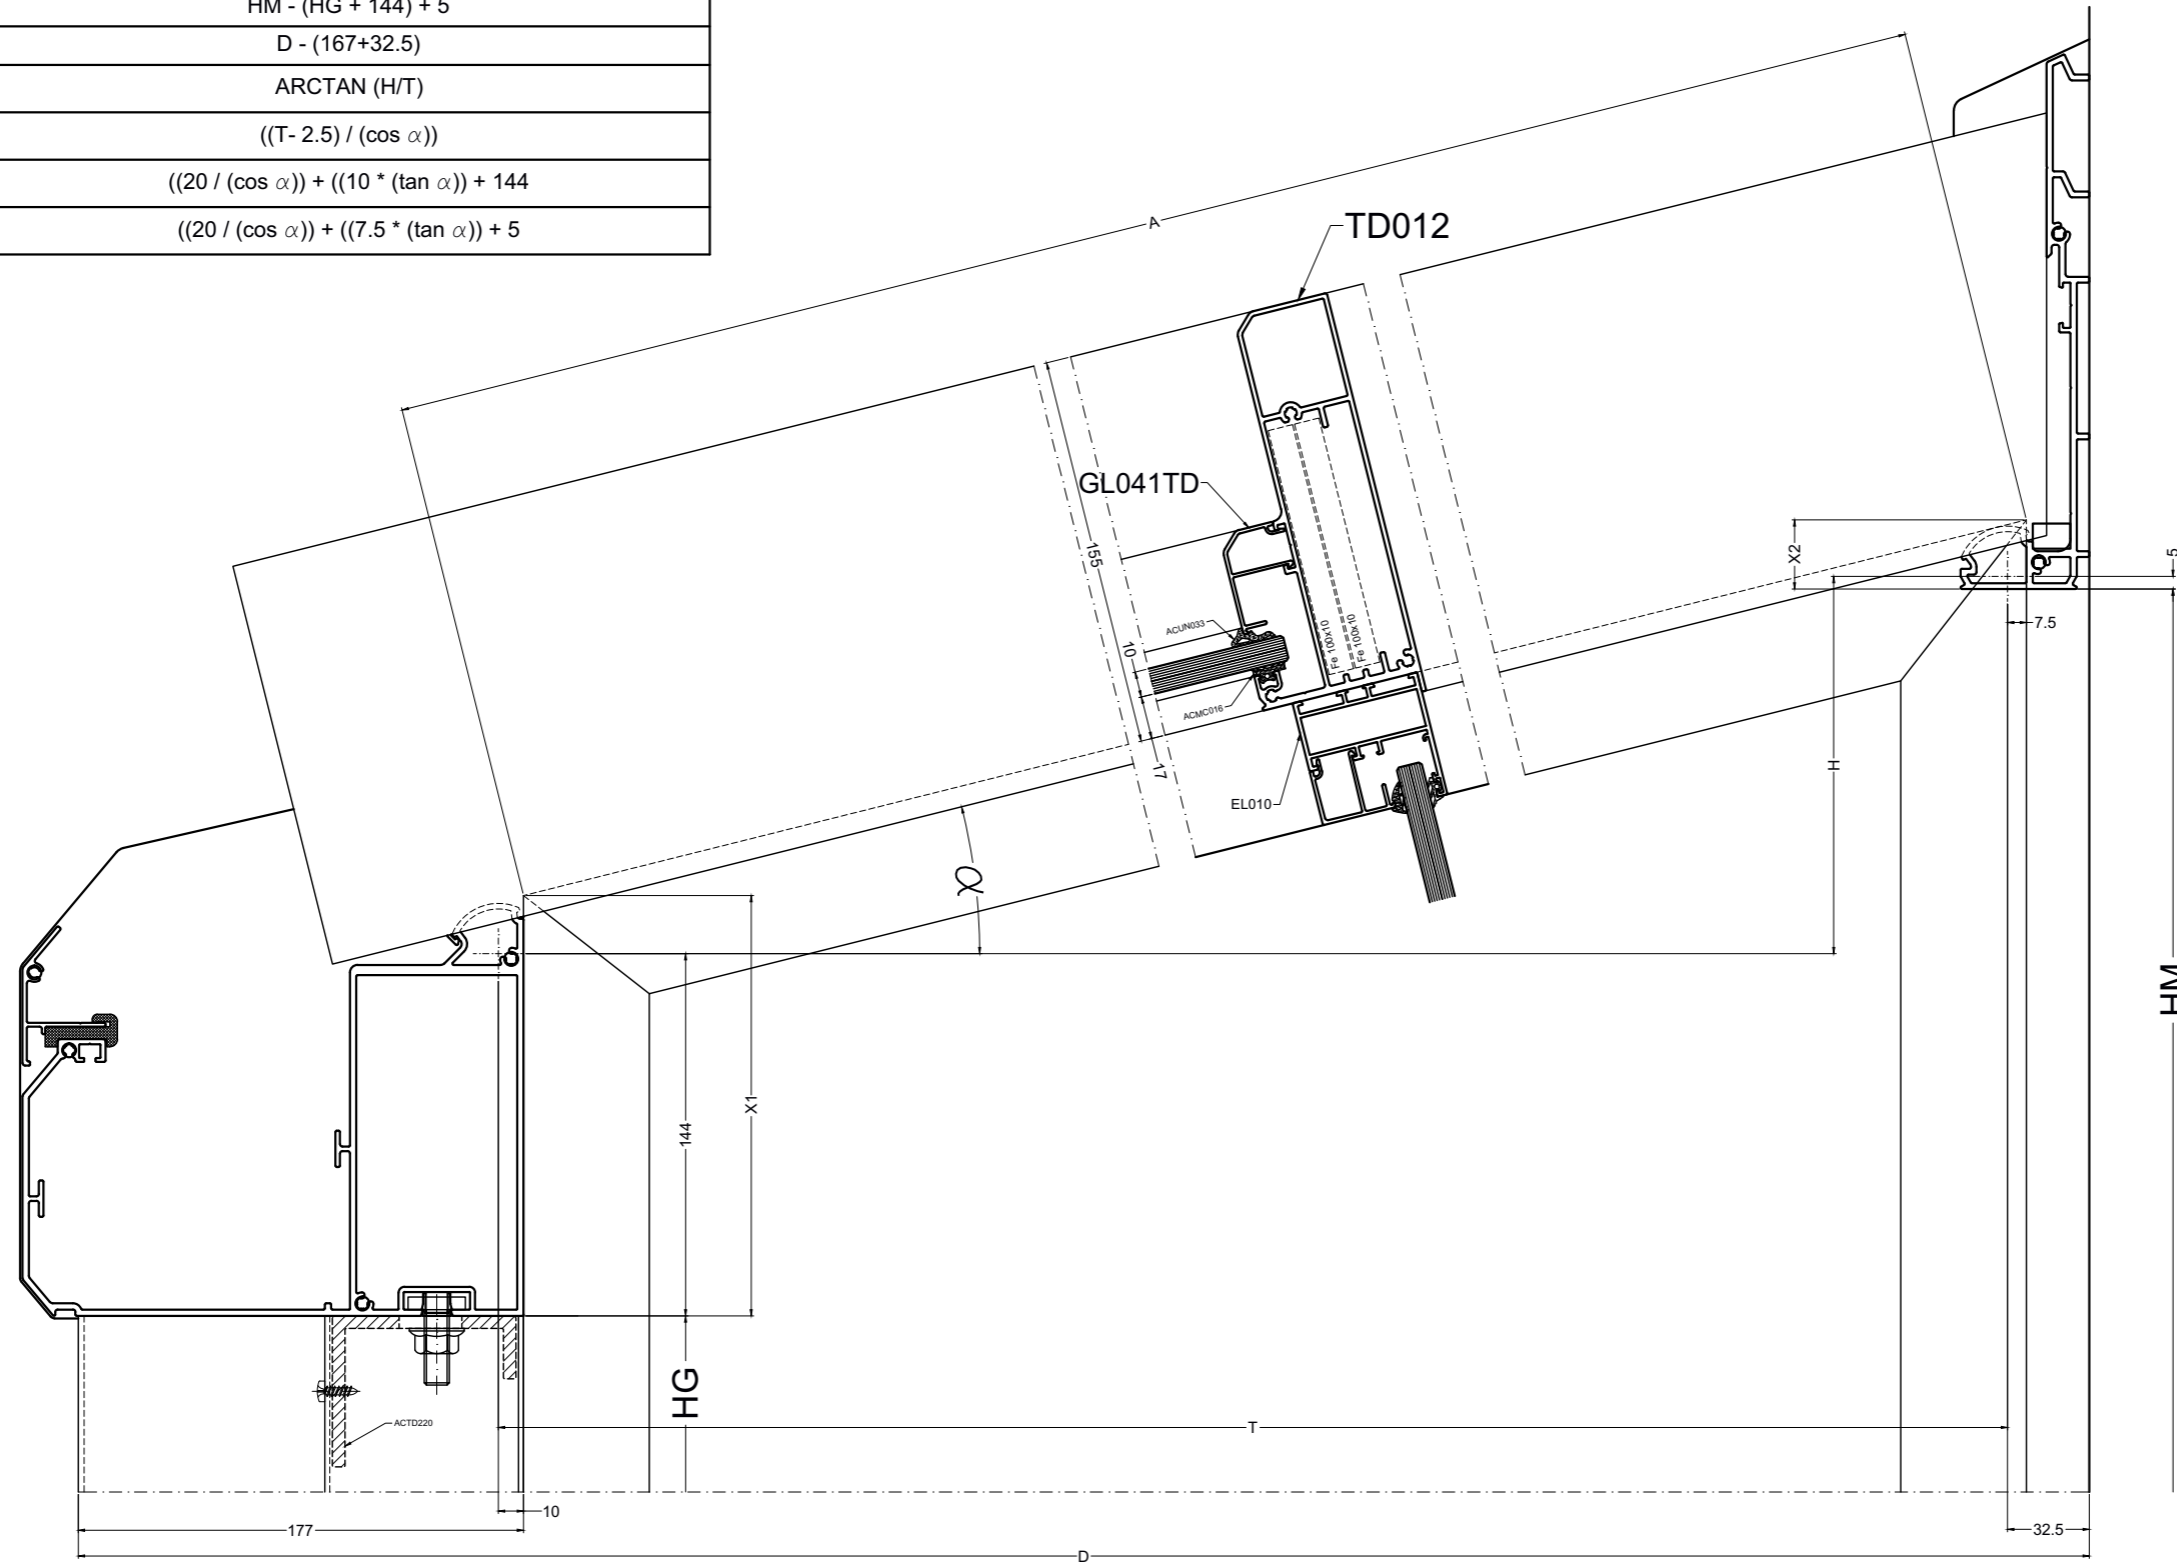 HM - (HG + 144) + 5
D - (167+32.5)
ARCTAN (H/T)
((T- 2.5) / (cos α))
((20 / (cos α)) + ((10 * (tan α)) + 144
((20 / (cos α)) + ((7.5 * (tan α)) + 5
A
TD012
GL041TD
155
X2
5
ACUN033
Fe 100x10
Fe 100x10
7.5
10
ACMC016
17
H
EL010
α
HM
X1
144
HG
ACTD220
T
10
177
32.5
D